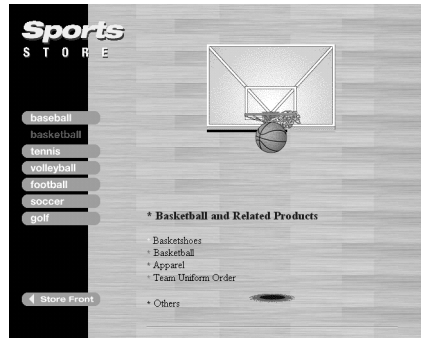 Sports
STORE
baseball
basketball
tennis
volleyball
football
soccer
golf
Store Front
* Basketball and Related Products
* Basketshoes
* Basketball
* Apparel
* Team Uniform Order
* Others